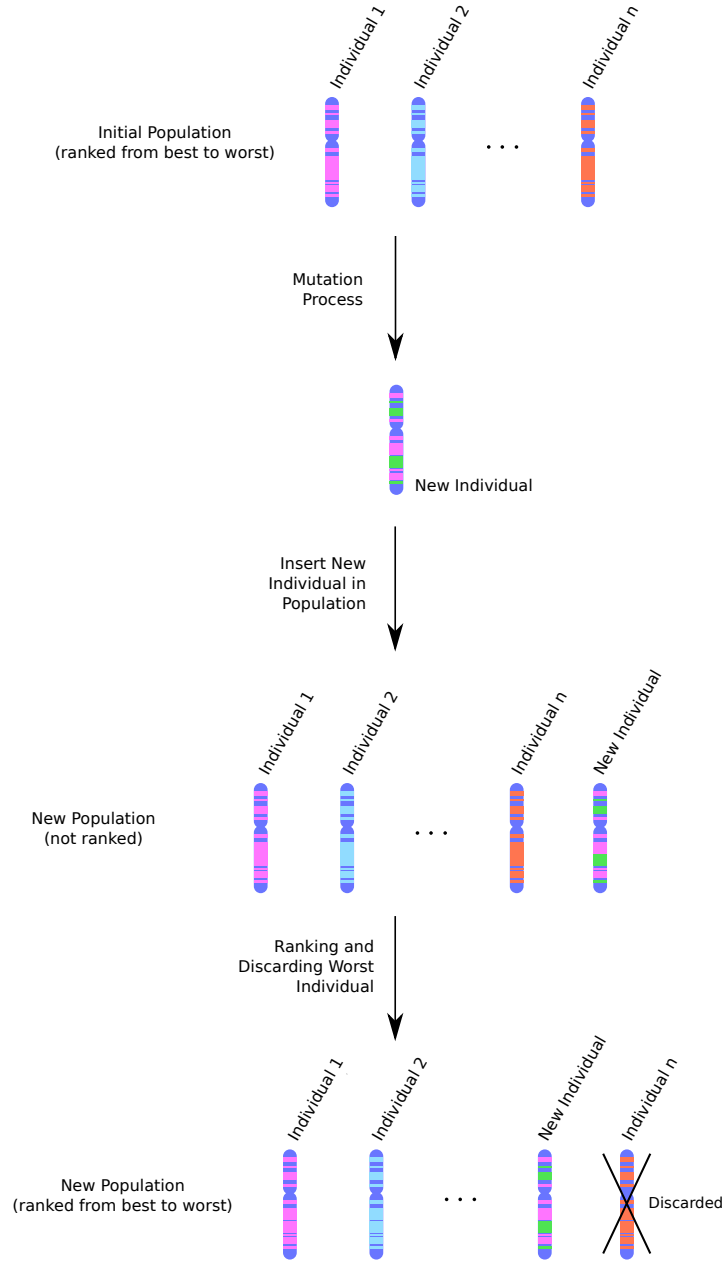 Individual 1
Individual 2
Individual n
Initial Population
(ranked from best to worst)
. . .
Mutation
Process
New Individual
Insert New
Individual in
Population
Individual 1
Individual 2
Individual n
New Individual
New Population
(not ranked)
. . .
Ranking and
Discarding Worst
Individual
Individual 1
Individual 2
New Individual
Individual n
New Population
(ranked from best to worst)
. . .
Discarded